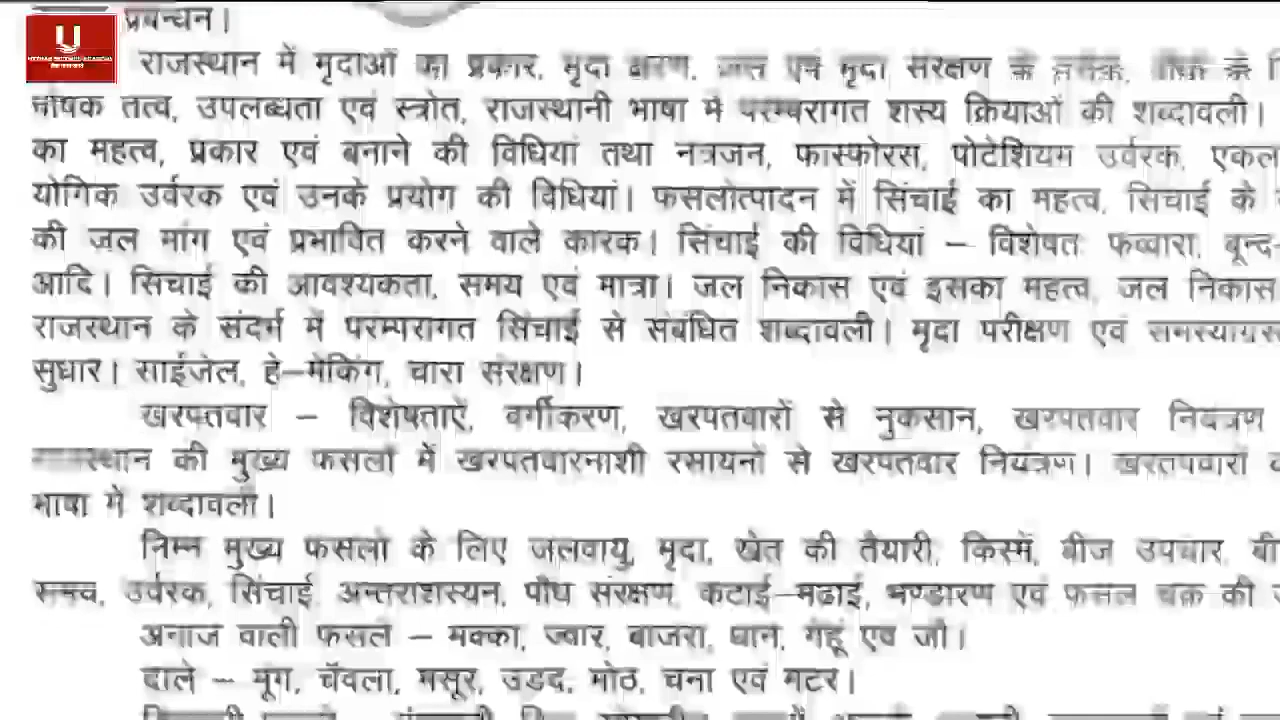 प्रबन्धन।
राजस्थान में मृदाओं का प्रकार, मृदा क्षरण, जल एवं मृदा संरक्षण के तरीके, के
पोषक तत्व, उपलब्धता एवं स्त्रोत, राजस्थानी भाषा में परम्परागत शस्य क्रियाओं की शब्दावली।
का महत्व, प्रकार एवं बनाने की विधियां तथा नत्रजन, फास्फोरस, पोटेशियम उर्वरक, एकल
योगिक उर्वरक एवं उनके प्रयोग की विधियां। फसलोत्पादन में सिंचाई का महत्व, सिंचाई के
की जल मांग एवं प्रभावित करने वाले कारक। सिंचाई की विधियां – विशेषतः फव्वारा, बून्द
आदि। सिंचाई की आवश्यकता, समय एवं मात्रा। जल निकास एवं इसका महत्व, जल निकास
राजस्थान के संदर्भ में परम्परागत सिंचाई से संबंधित शब्दावली। मृदा परीक्षण एवं
सुधार। साईजेल, हे–मेकिंग, चारा संरक्षण।
खरपतवार – विशेषताऐं, वर्गीकरण, खरपतवारों से नुकसान, खरपतवार नियंत्रण
राजस्थान की मुख्य फसलों में खरपतवारनाशी रसायनों से खरपतवार नियंत्रण। खरतपवारों
भाषा में शब्दावली।
निम्न मुख्य फसलों के लिए जलवायु, मृदा, खेत की तैयारी, किस्में, बीज उपचार,
उर्वरक, सिंचाई, अन्तराशस्यन, पौध संरक्षण, कटाई–मढाई, भण्डारण एवं फसल चक्र की
अनाज वाली फसलें – मक्का, ज्वार, बाजरा, धान, गेंहू एवं जौ।
दाले – मूंग, चॅवला, मसूर, उड़द, मोठ, चना एवं मटर।